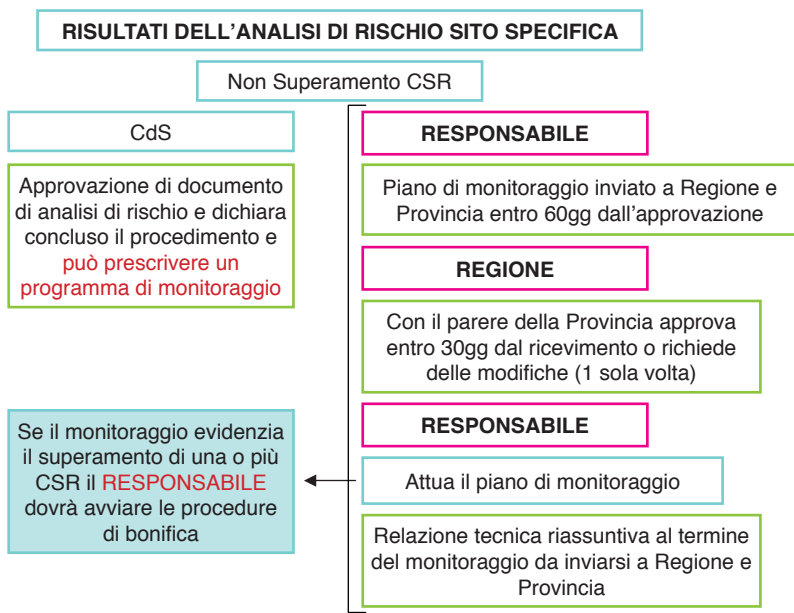 RISULTATI DELL'ANALISI DI RISCHIO SITO SPECIFICA
Non Superamento CSR
CdS
Approvazione di documento
di analisi di rischio e dichiara
concluso il procedimento e
può prescrivere un
programma di monitoraggio
Se il monitoraggio evidenzia
il superamento di una o più
CSR il RESPONSABILE
dovrà avviare le procedure
di bonifica
RESPONSABILE
Piano di monitoraggio inviato a Regione e
Provincia entro 60gg dall'approvazione
REGIONE
Con il parere della Provincia approva
entro 30gg dal ricevimento o richiede
delle modifiche (1 sola volta)
RESPONSABILE
Attua il piano di monitoraggio
Relazione tecnica riassuntiva al termine
del monitoraggio da inviarsi a Regione e
Provincia